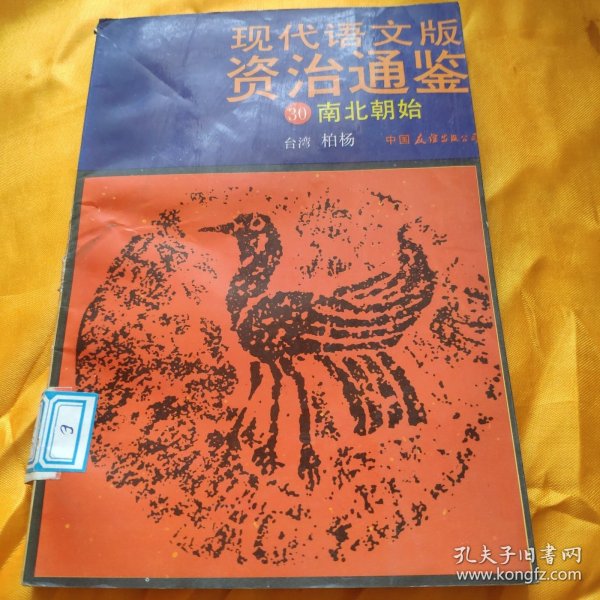 现代语文版
资治通鉴
30 南北朝始
台湾 柏杨 中国友谊出版公司
3
孔夫子旧书网
www.kongfz.com